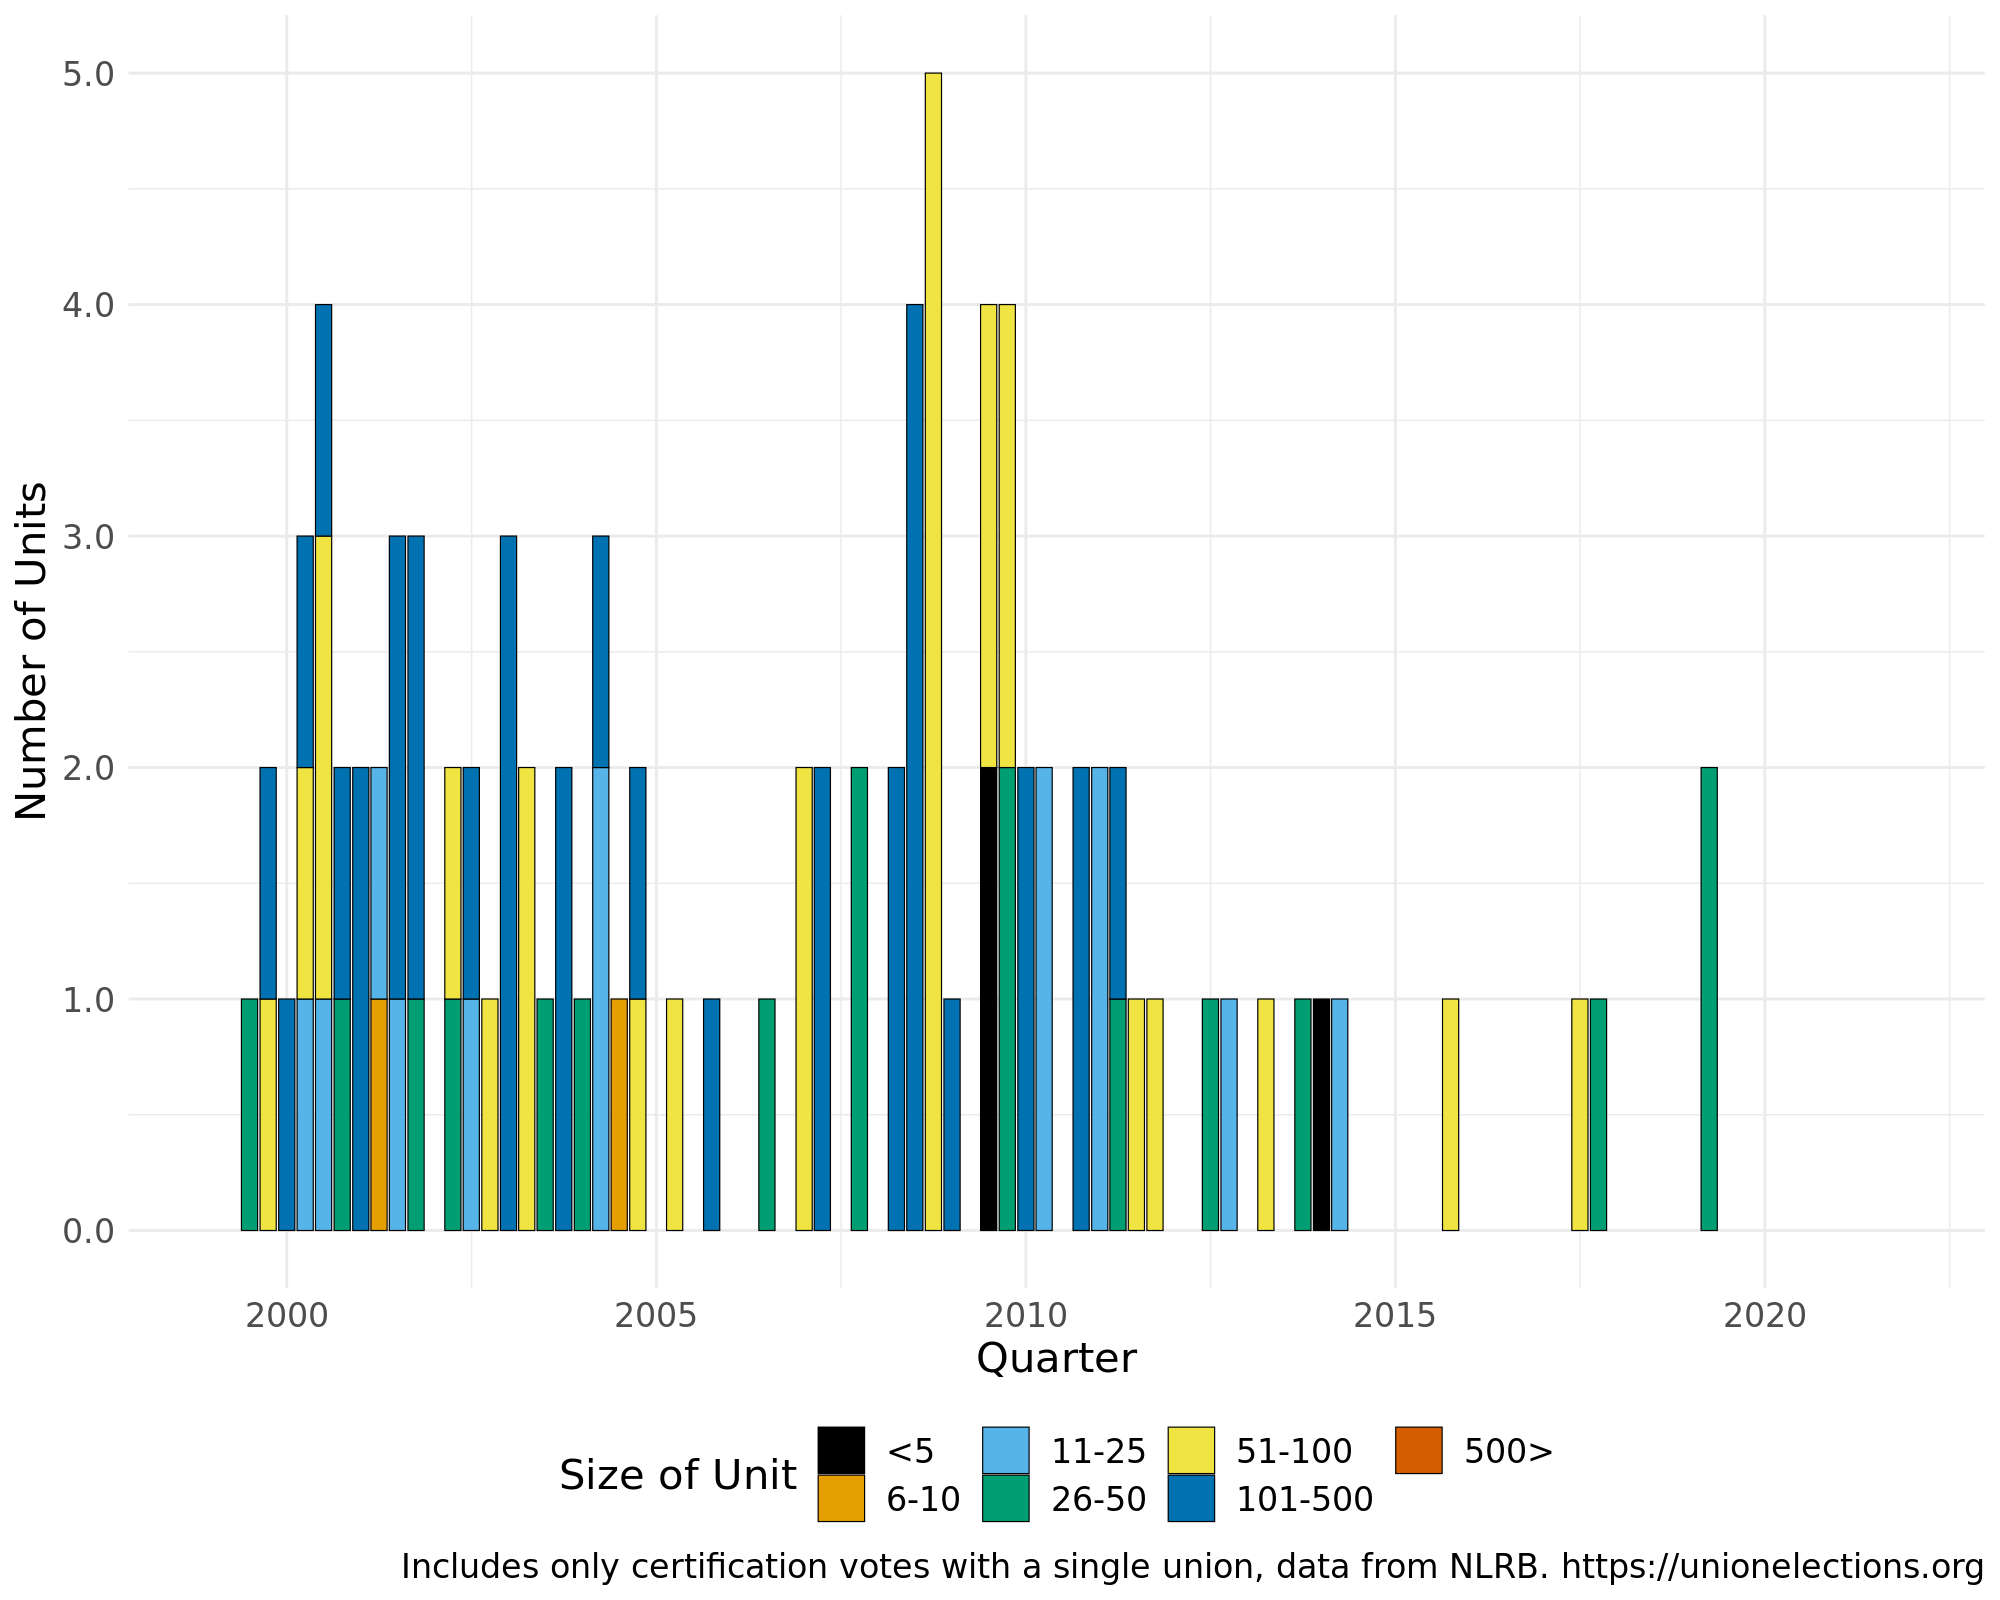 Number of Units
5.0
4.0
3.0
2.0
1.0
0.0
2000 2005 2010 2015 2020
Quarter
Size of Unit
<5 11-25 51-100 500>
6-10 26-50 101-500
Includes only certification votes with a single union, data from NLRB. https://unionelections.org